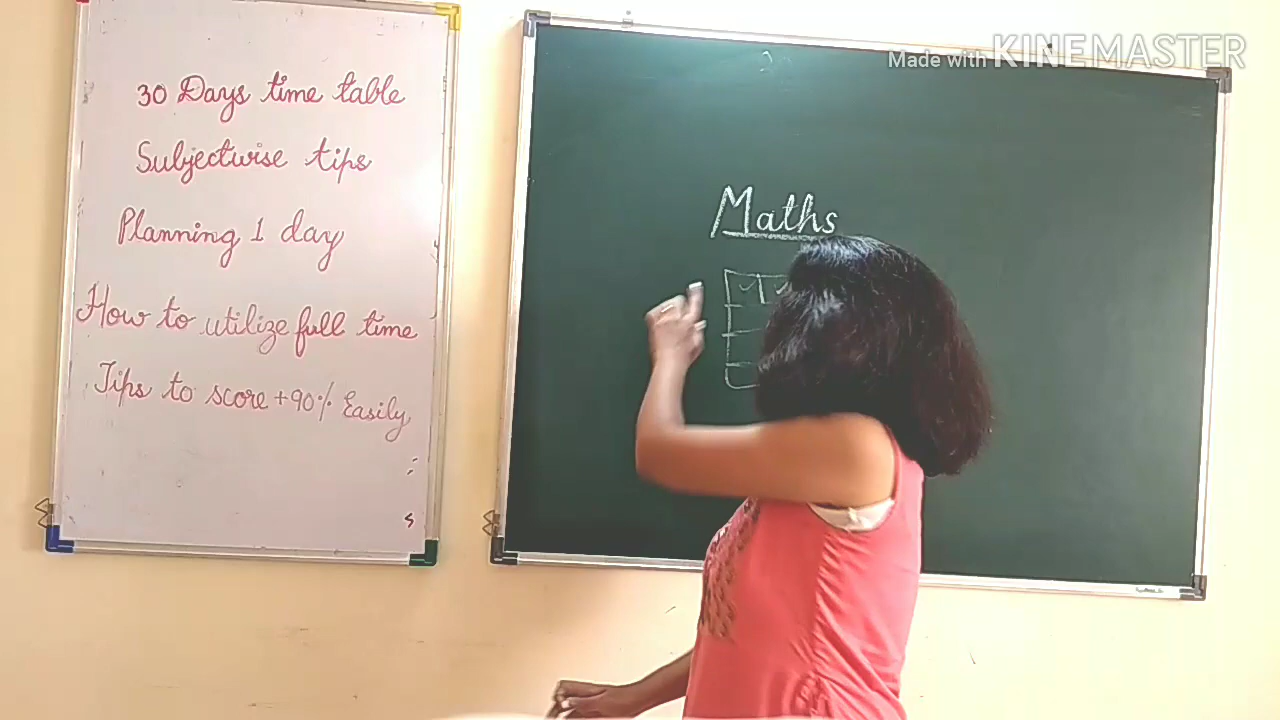 30 Days time table
Subjectwise tips
Planning 1 day
How to utilize full time
Tips to score +90% Easily
Made with KINEMASTER
Maths